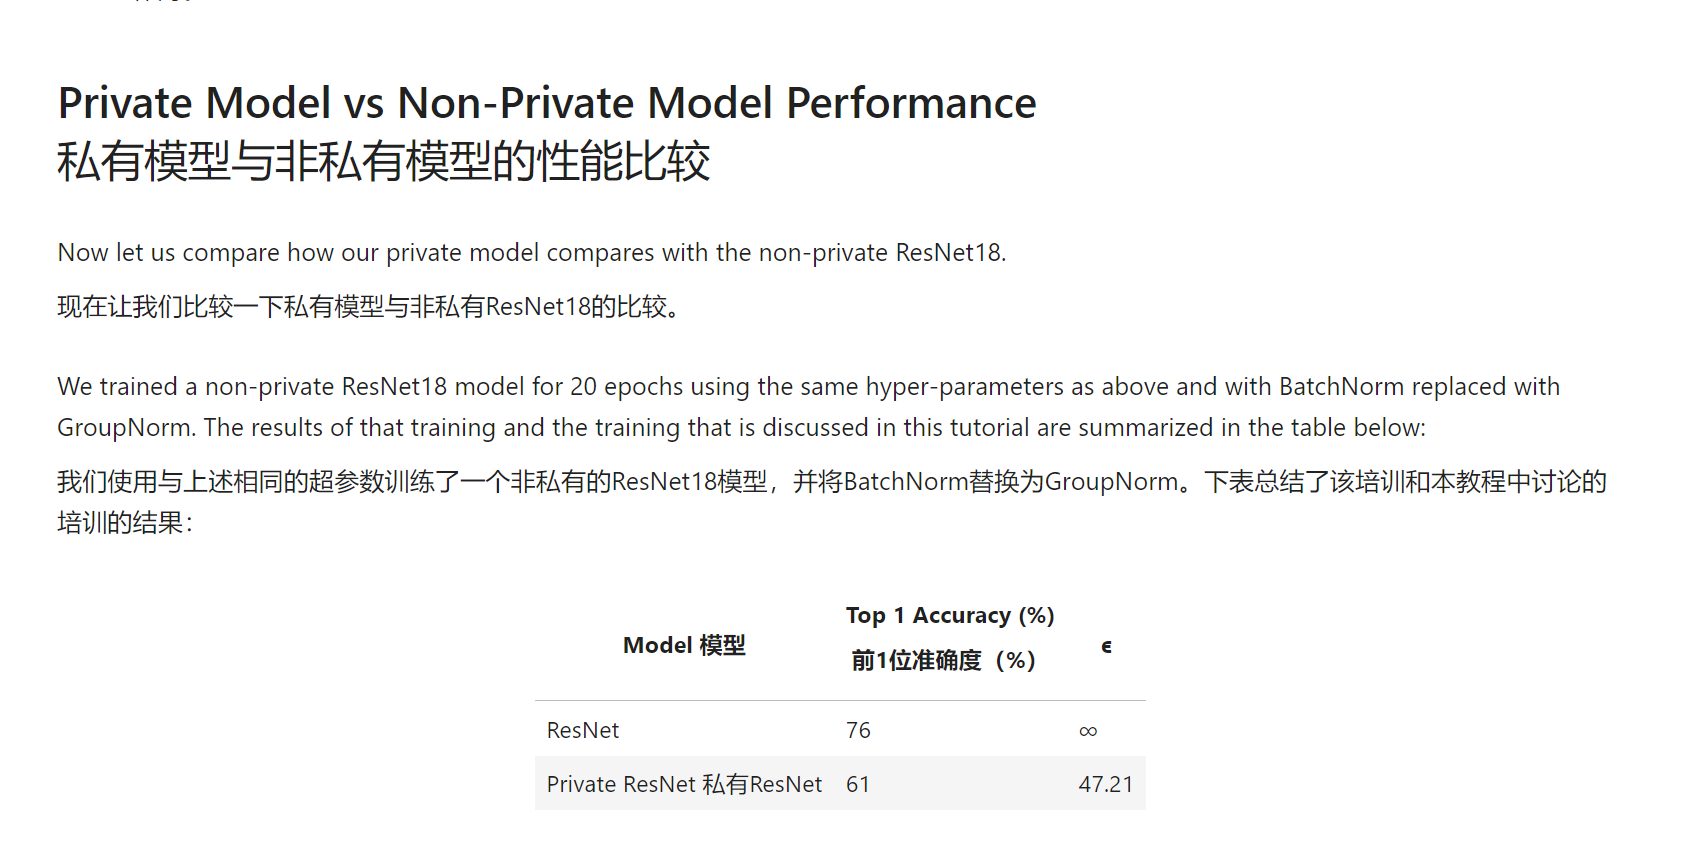 Private Model vs Non-Private Model Performance
私有模型与非私有模型的性能比较
Now let us compare how our private model compares with the non-private ResNet18.
现在让我们比较一下私有模型与非私有ResNet18的比较。
We trained a non-private ResNet18 model for 20 epochs using the same hyper-parameters as above and with BatchNorm replaced with
GroupNorm. The results of that training and the training that is discussed in this tutorial are summarized in the table below:
我们使用与上述相同的超参数训练了一个非私有的ResNet18模型，并将BatchNorm替换为GroupNorm。下表总结了该培训和本教程中讨论的
培训的结果：
Model 模型 Top 1 Accuracy (%) 前1位准确度（%） ϵ
ResNet 76 ∞
Private ResNet 私有ResNet 61 47.21